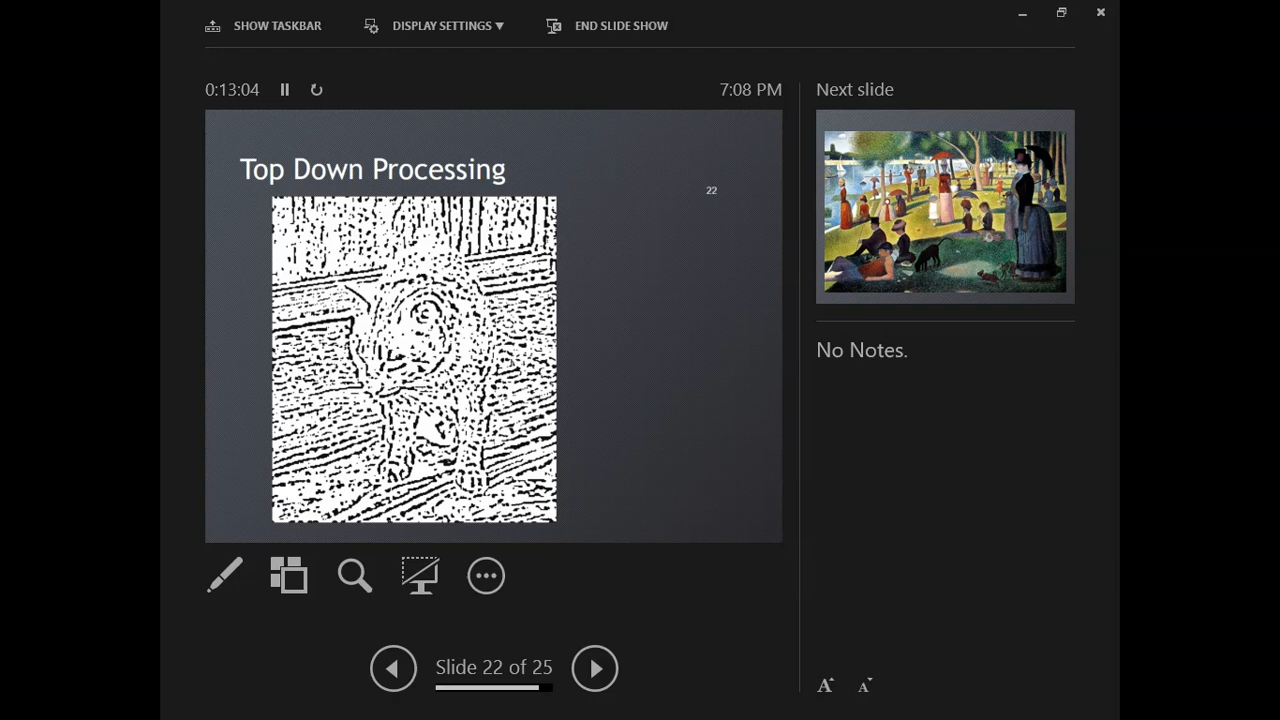 SHOW TASKBAR
DISPLAY SETTINGS ▼
END SLIDE SHOW
0:13:04
7:08 PM
Next slide
Top Down Processing
22
No Notes.
Slide 22 of 25
A
A